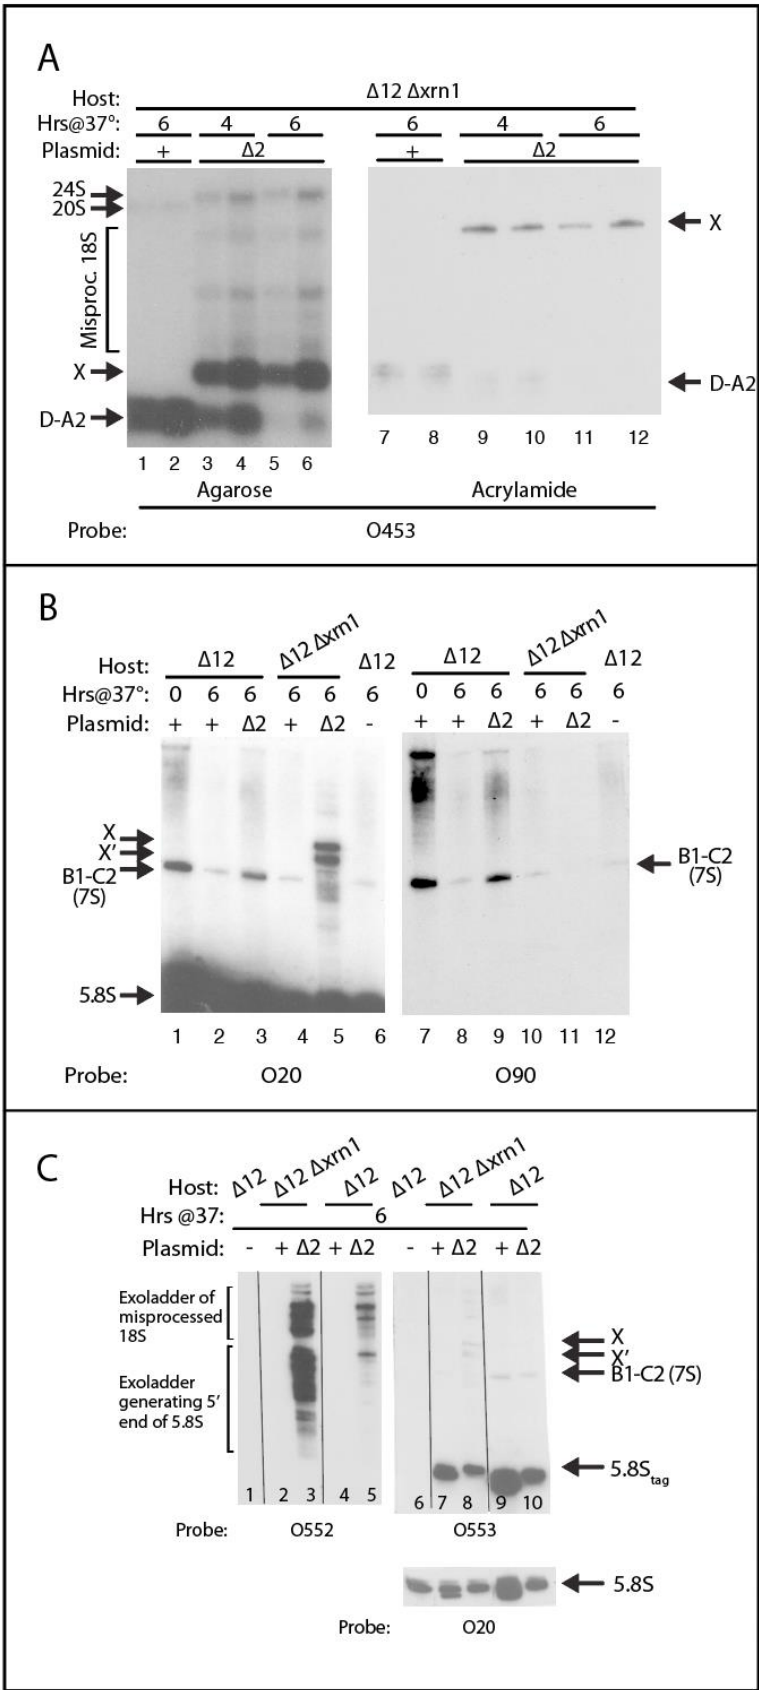 A
Host: Δ12 Δxrn1
Hrs@37°: 6 4 6 6 4 6
Plasmid: + Δ2 + Δ2
24S
20S
Misproc. 18S
X
D-A2
X
D-A2
1 2 3 4 5 6 7 8 9 10 11 12
Agarose Acrylamide
Probe: O453
B
Host: Δ12 Δ12 Δxrn1 Δ12 Δ12 Δ12 Δxrn1 Δ12
Hrs@37°: 0 6 6 6 6 6 0 6 6 6 6 6
Plasmid: + + Δ2 + Δ2 - + + Δ2 + Δ2 -
X
X'
B1-C2
(7S)
5.8S
B1-C2
(7S)
1 2 3 4 5 6 7 8 9 10 11 12
Probe: O20 O90
C
Host: Δ12 Δ12 Δxrn1 Δ12 Δ12 Δ12 Δxrn1 Δ12
Hrs @37: 6
Plasmid: - + Δ2 + Δ2 - + Δ2 + Δ2
Exoladder of
misprocessed
18S
Exoladder
generating 5'
end of 5.8S
X
X'
B1-C2 (7S)
5.8Stag
1 2 3 4 5 6 7 8 9 10
Probe: O552 O553
5.8S
Probe: O20